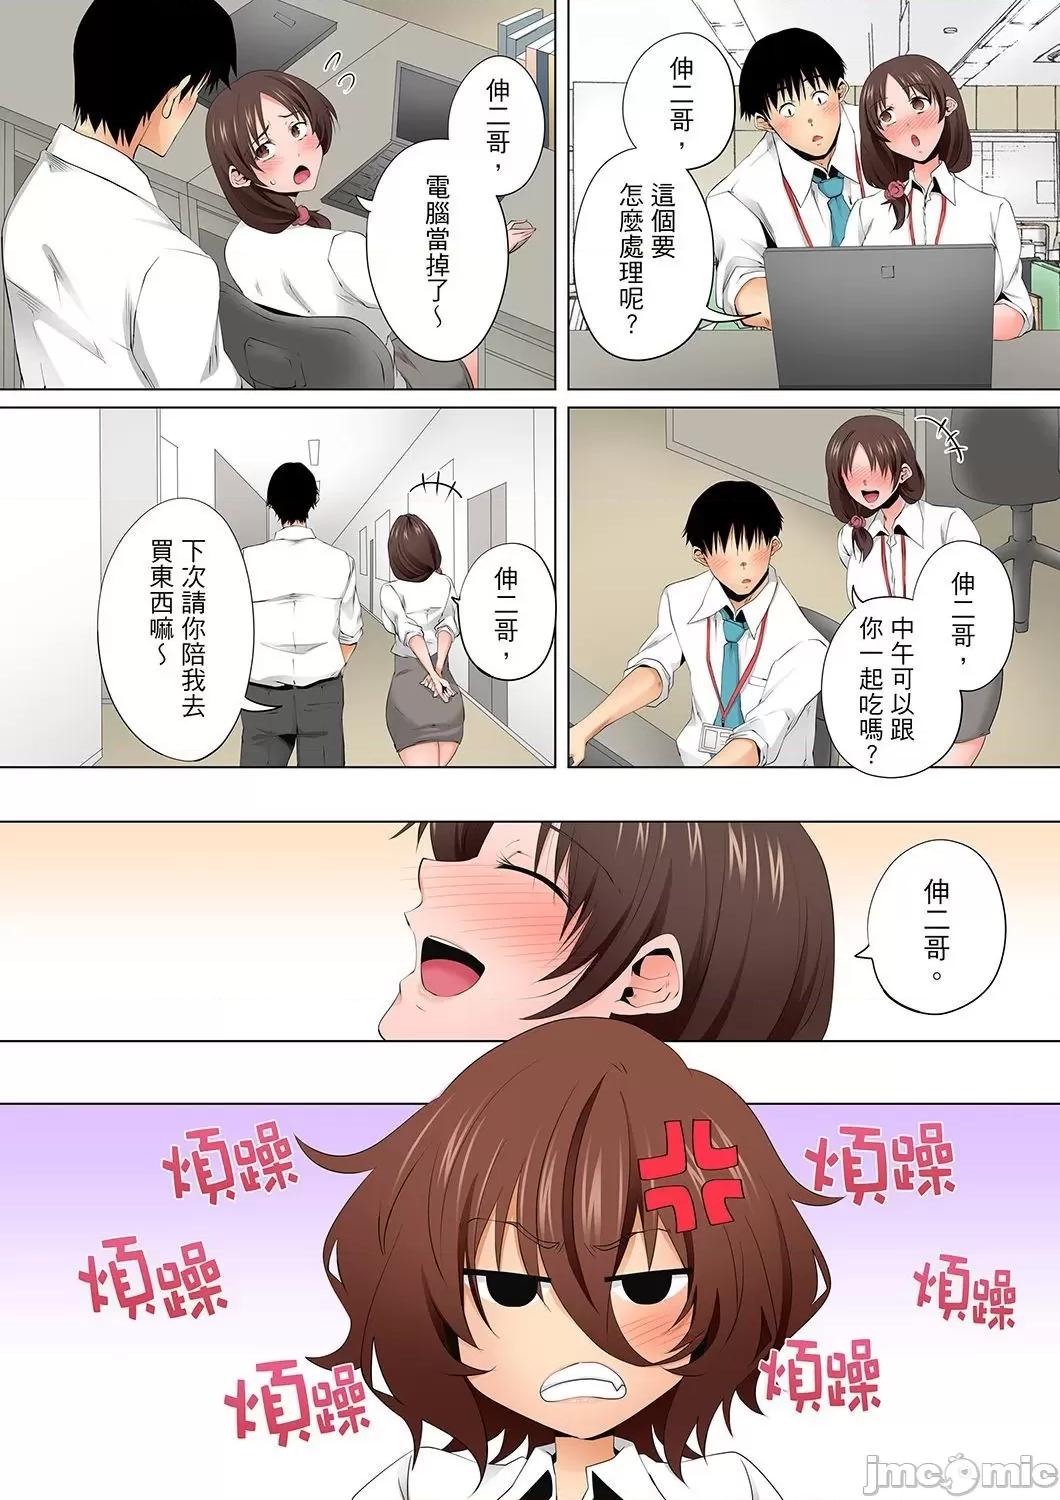 伸二哥，
這個要
怎麼處理呢？
伸二哥，
電腦當掉了～
伸二哥，
中午可以跟
你一起吃嗎？
伸二哥，
下次請你陪我去
買東西嘛～
伸二哥。
煩躁
煩躁
煩躁
煩躁
煩躁
煩躁
jmcomic